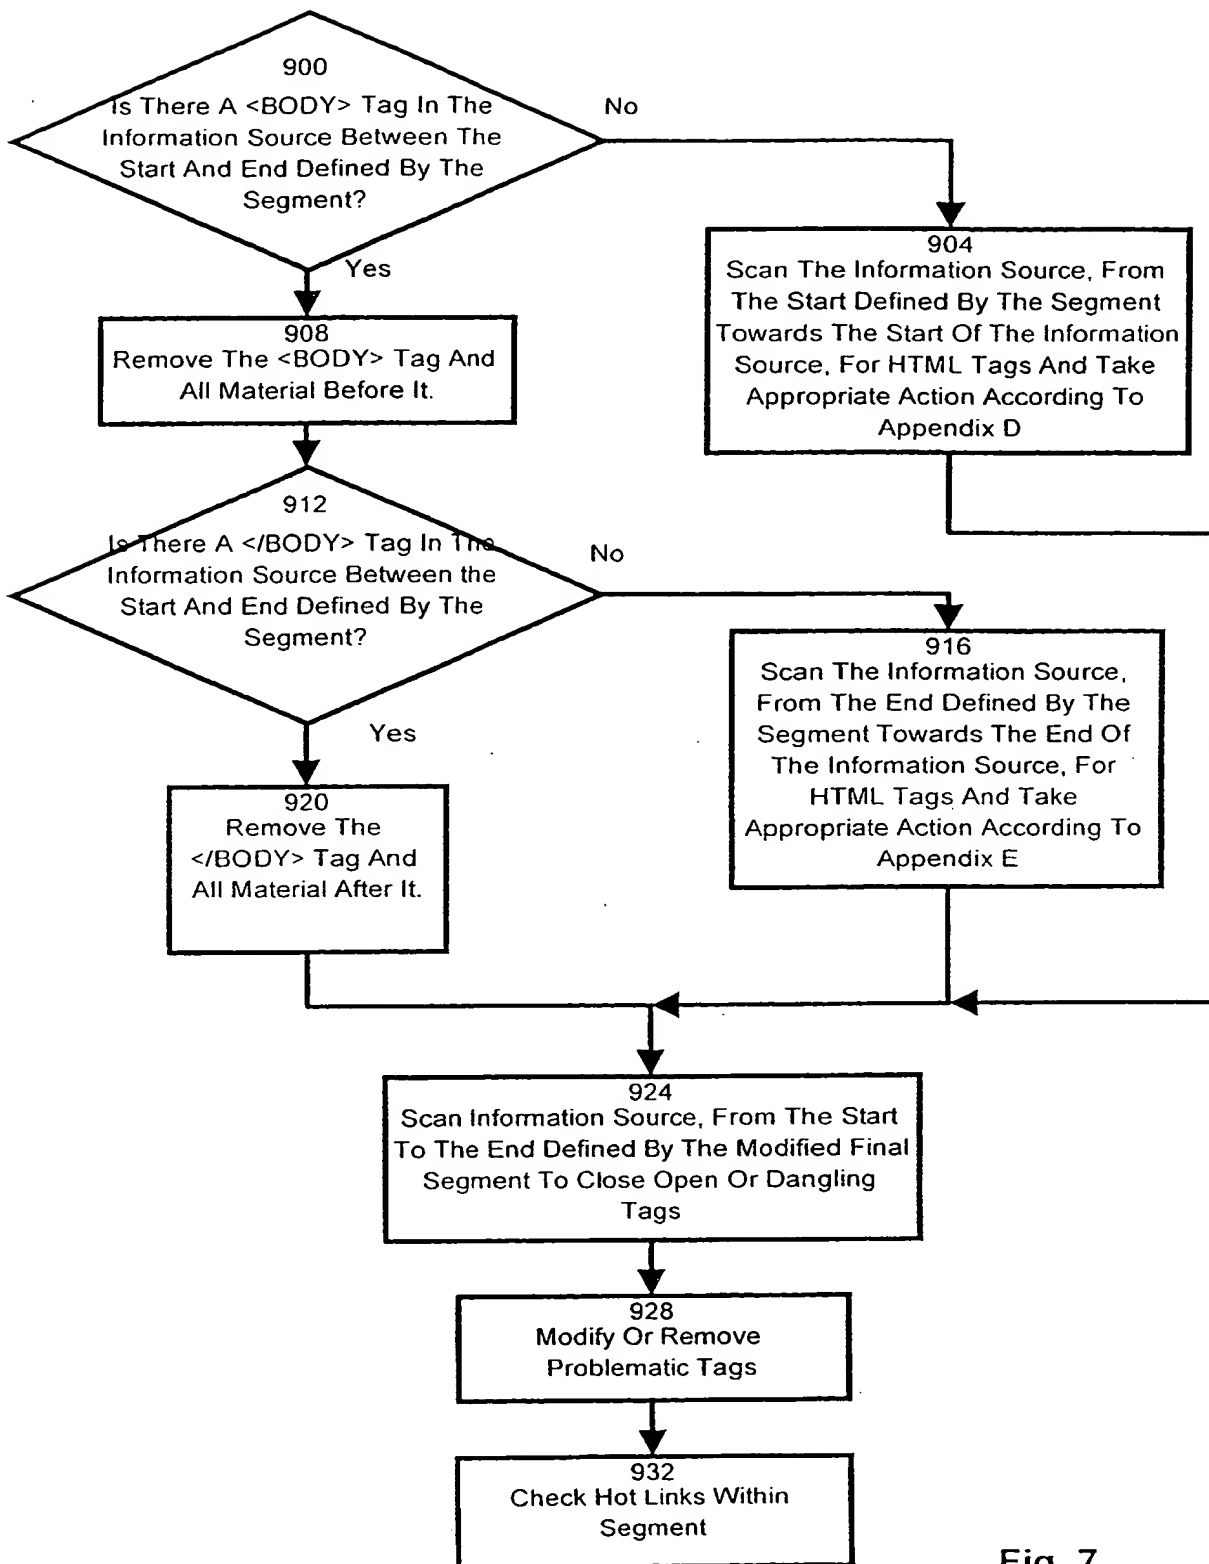 900
Is There A <BODY> Tag In The
Information Source Between The
Start And End Defined By The
Segment?
No
Yes
904
Scan The Information Source, From
The Start Defined By The Segment
Towards The Start Of The Information
Source, For HTML Tags And Take
Appropriate Action According To
Appendix D
908
Remove The <BODY> Tag And
All Material Before It.
912
Is There A </BODY> Tag In The
Information Source Between the
Start And End Defined By The
Segment?
No
Yes
916
Scan The Information Source,
From The End Defined By The
Segment Towards The End Of
The Information Source, For
HTML Tags And Take
Appropriate Action According To
Appendix E
920
Remove The
</BODY> Tag And
All Material After It.
924
Scan Information Source, From The Start
To The End Defined By The Modified Final
Segment To Close Open Or Dangling
Tags
928
Modify Or Remove
Problematic Tags
932
Check Hot Links Within
Segment
Fig. 7